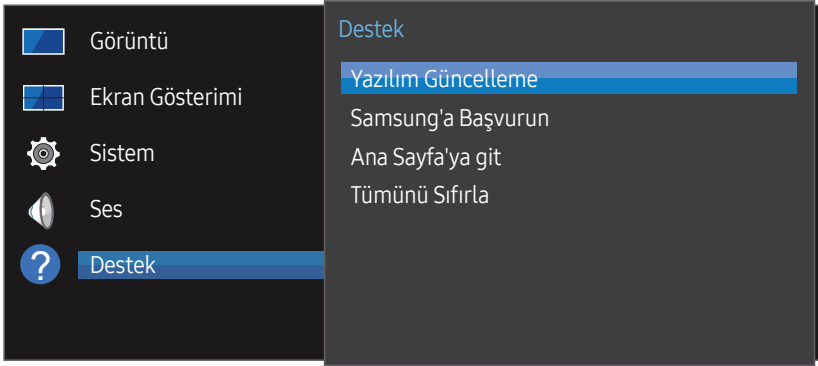 Görüntü
Ekran Gösterimi
Sistem
Ses
?
Destek
Destek
Yazılım Güncelleme
Samsung'a Başvurun
Ana Sayfa'ya git
Tümünü Sıfırla